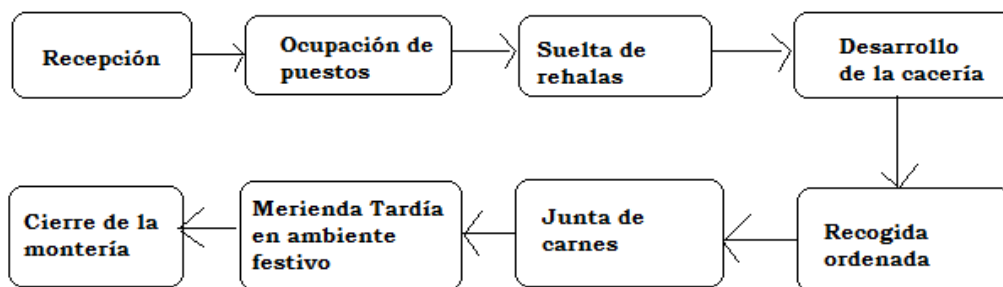 Recepción
Ocupación de
puestos
Suelta de
rehalas
Desarrollo
de la cacería
Recogida
ordenada
Junta de
carnes
Merienda Tardía
en ambiente
festivo
Cierre de la
montería